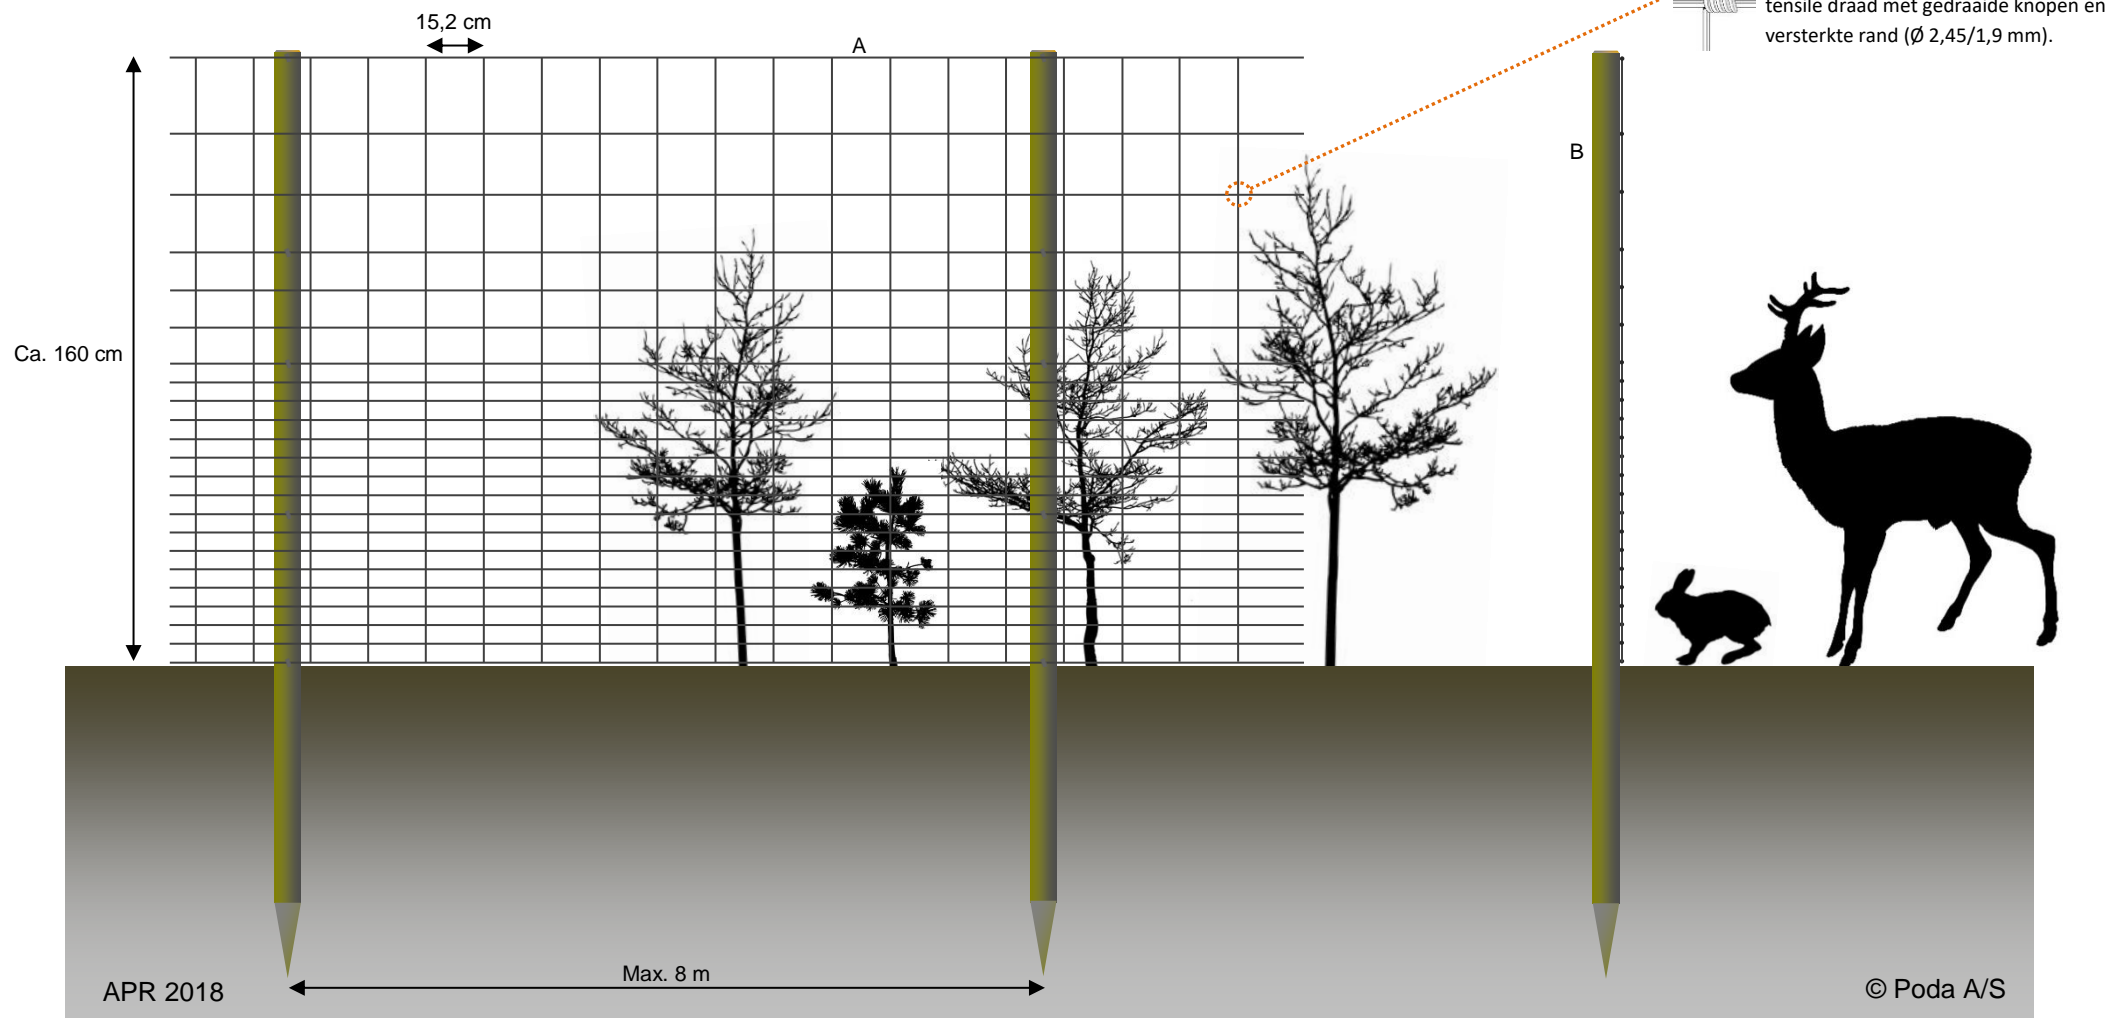 tensile draad met gedraaide knopen en
versterkte rand (Ø 2,45/1,9 mm).
15,2 cm
A
B
Ca. 160 cm
Max. 8 m
APR 2018
© Poda A/S